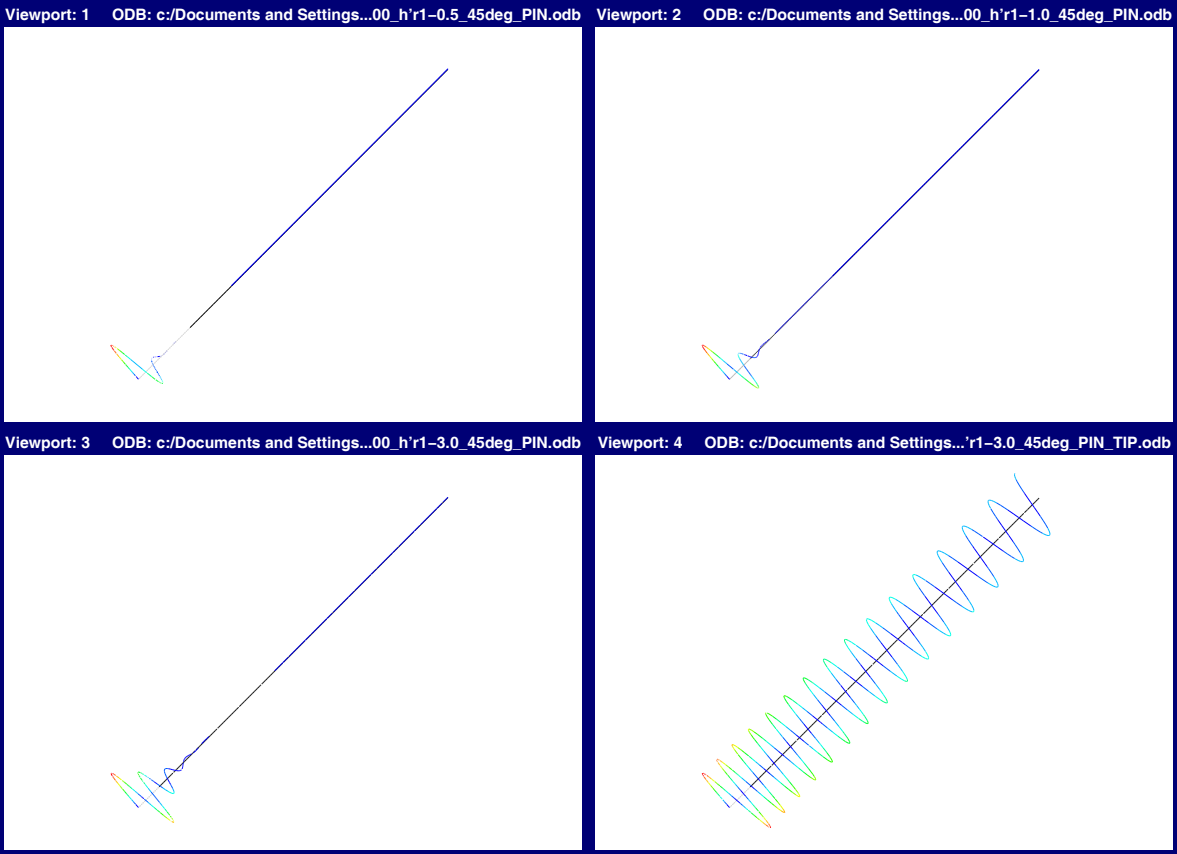 Viewport: 1 ODB: c:/Documents and Settings...00_h'r1−0.5_45deg_PIN.odb
Viewport: 2 ODB: c:/Documents and Settings...00_h'r1−1.0_45deg_PIN.odb
Viewport: 3 ODB: c:/Documents and Settings...00_h'r1−3.0_45deg_PIN.odb
Viewport: 4 ODB: c:/Documents and Settings...'r1−3.0_45deg_PIN_TIP.odb